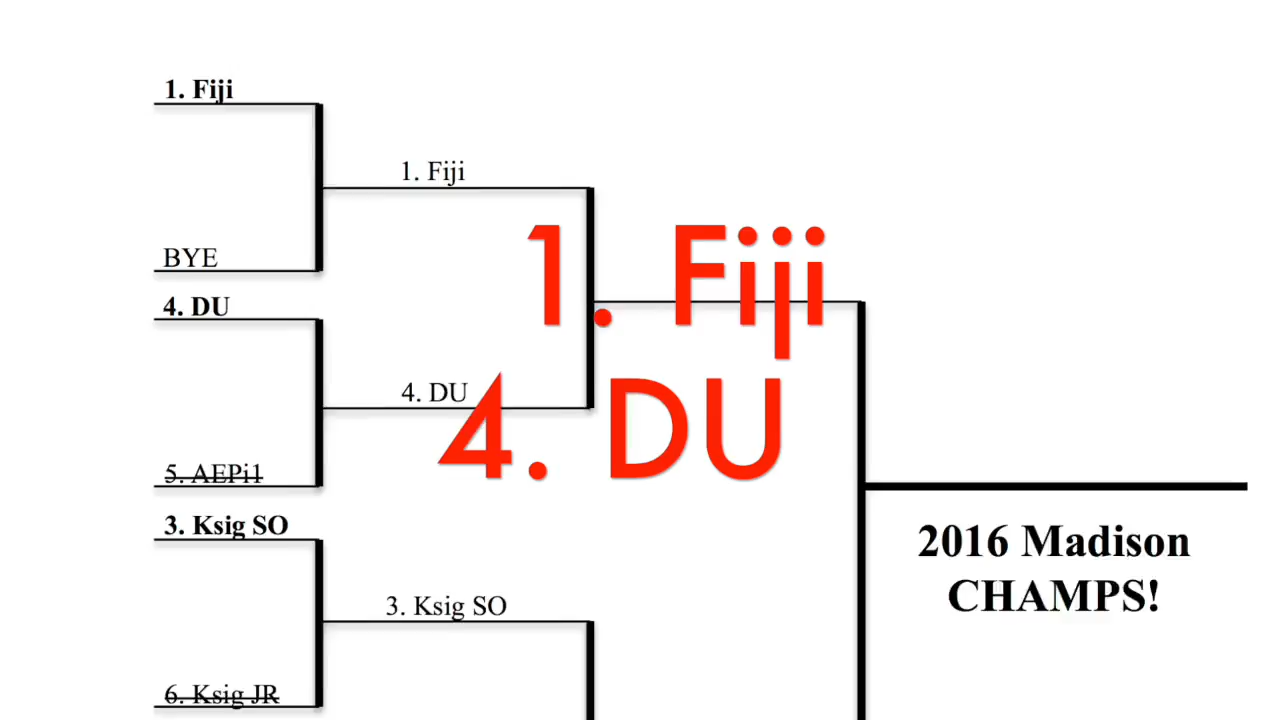 1. Fiji
1. Fiji
BYE
4. DU
4. DU
5. AEPi1
3. Ksig SO
3. Ksig SO
6. Ksig JR
1. Fiji
4. DU
2016 Madison
CHAMPS!